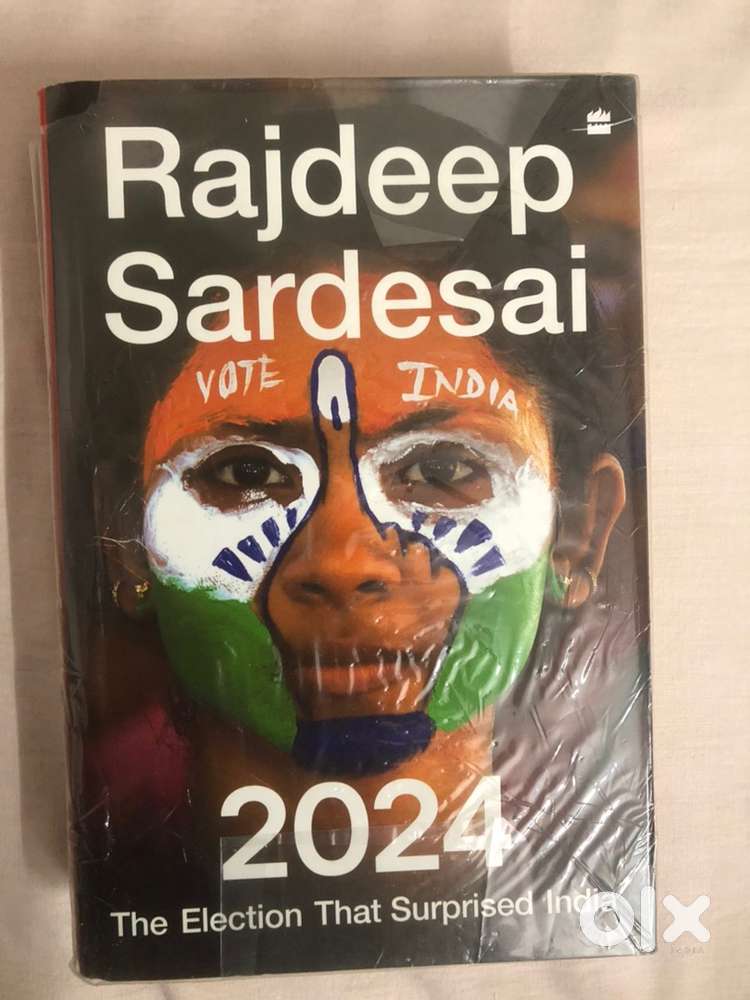 Rajdeep
Sardesai
VOTE INDIA
2024
The Election That Surprised India
olx